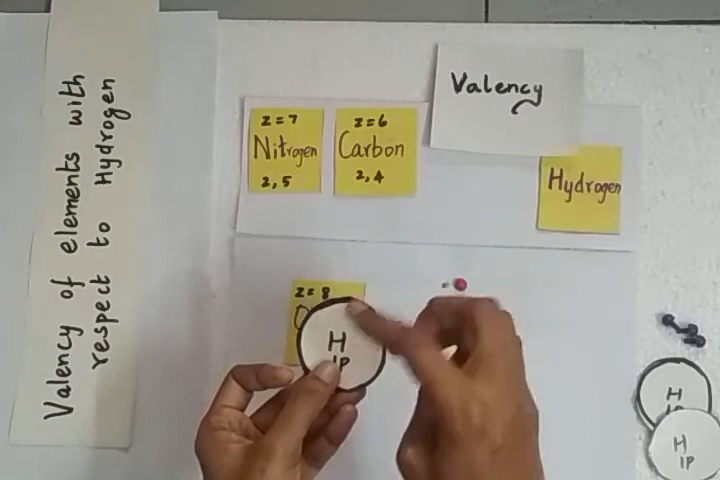 Valency of elements with
respect to Hydrogen
Valency
z=7
Nitrogen
2,5
z=6
Carbon
2,4
Hydrogen
z=8
H
1P
H
1P
H
1P